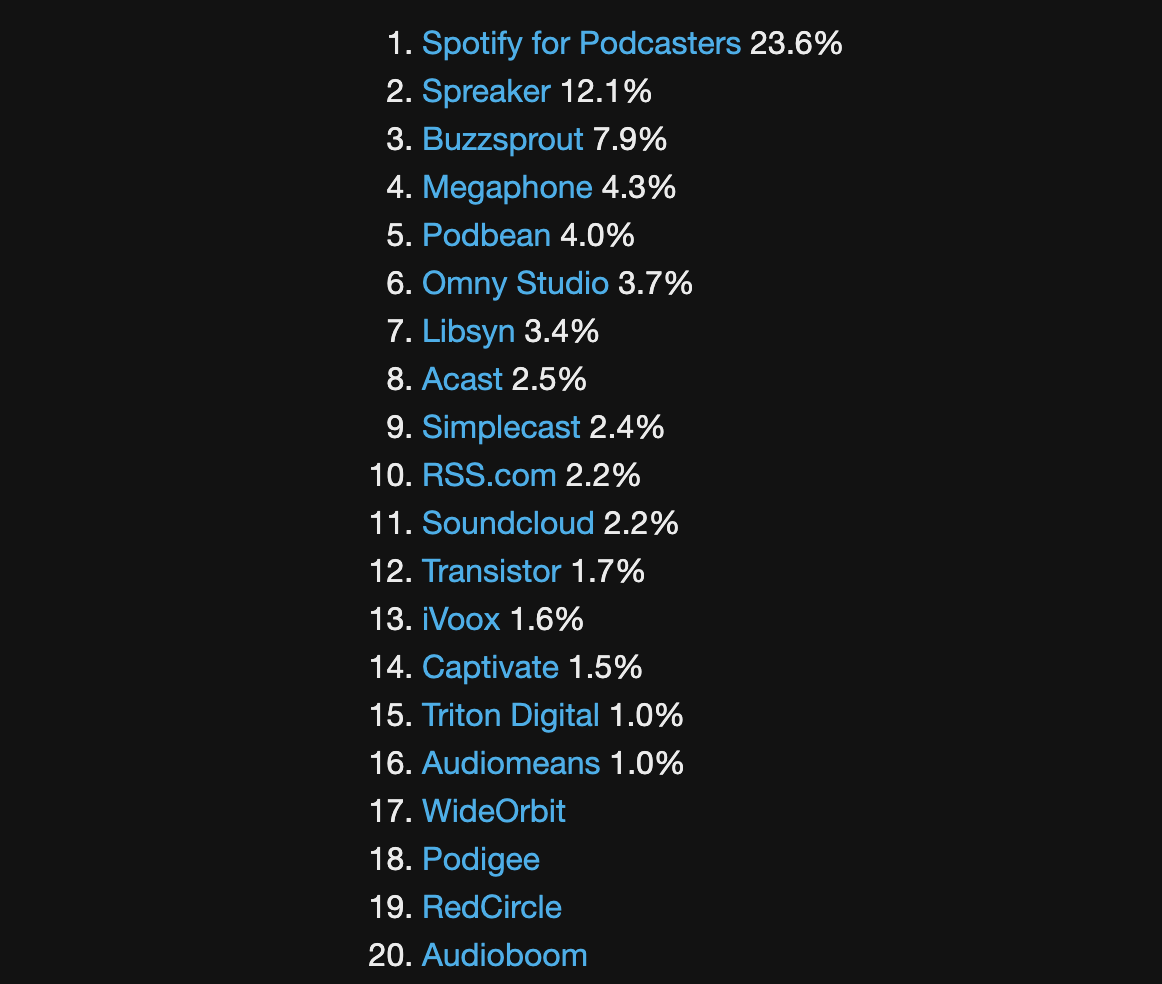 1. Spotify for Podcasters 23.6%
2. Spreaker 12.1%
3. Buzzsprout 7.9%
4. Megaphone 4.3%
5. Podbean 4.0%
6. Omny Studio 3.7%
7. Libsyn 3.4%
8. Acast 2.5%
9. Simplecast 2.4%
10. RSS.com 2.2%
11. Soundcloud 2.2%
12. Transistor 1.7%
13. iVoox 1.6%
14. Captivate 1.5%
15. Triton Digital 1.0%
16. Audiomeans 1.0%
17. WideOrbit
18. Podigee
19. RedCircle
20. Audioboom